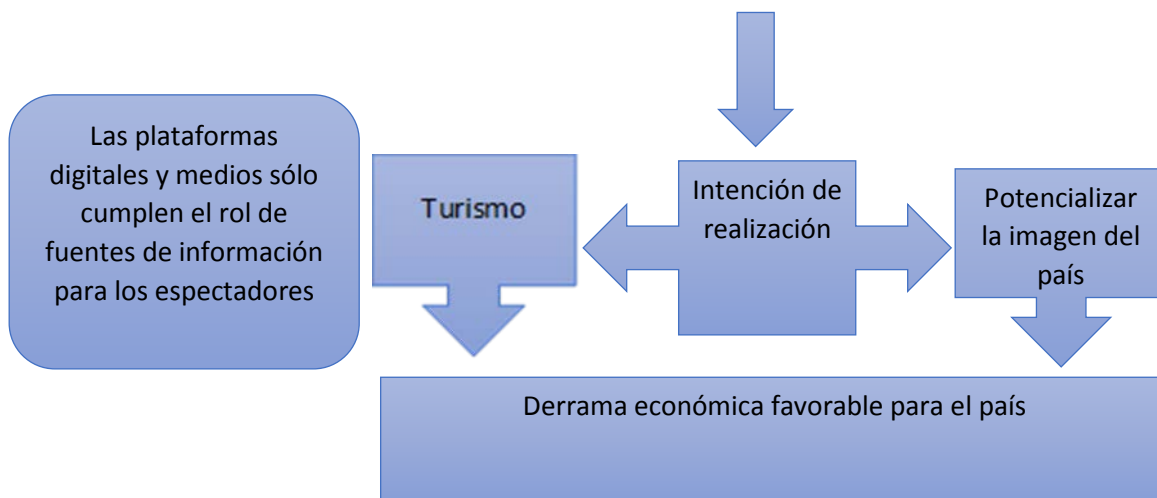 Las plataformas
digitales y medios sólo
cumplen el rol de
fuentes de información
para los espectadores
Turismo
Intención de
realización
Potencializar
la imagen del
país
Derrama económica favorable para el país